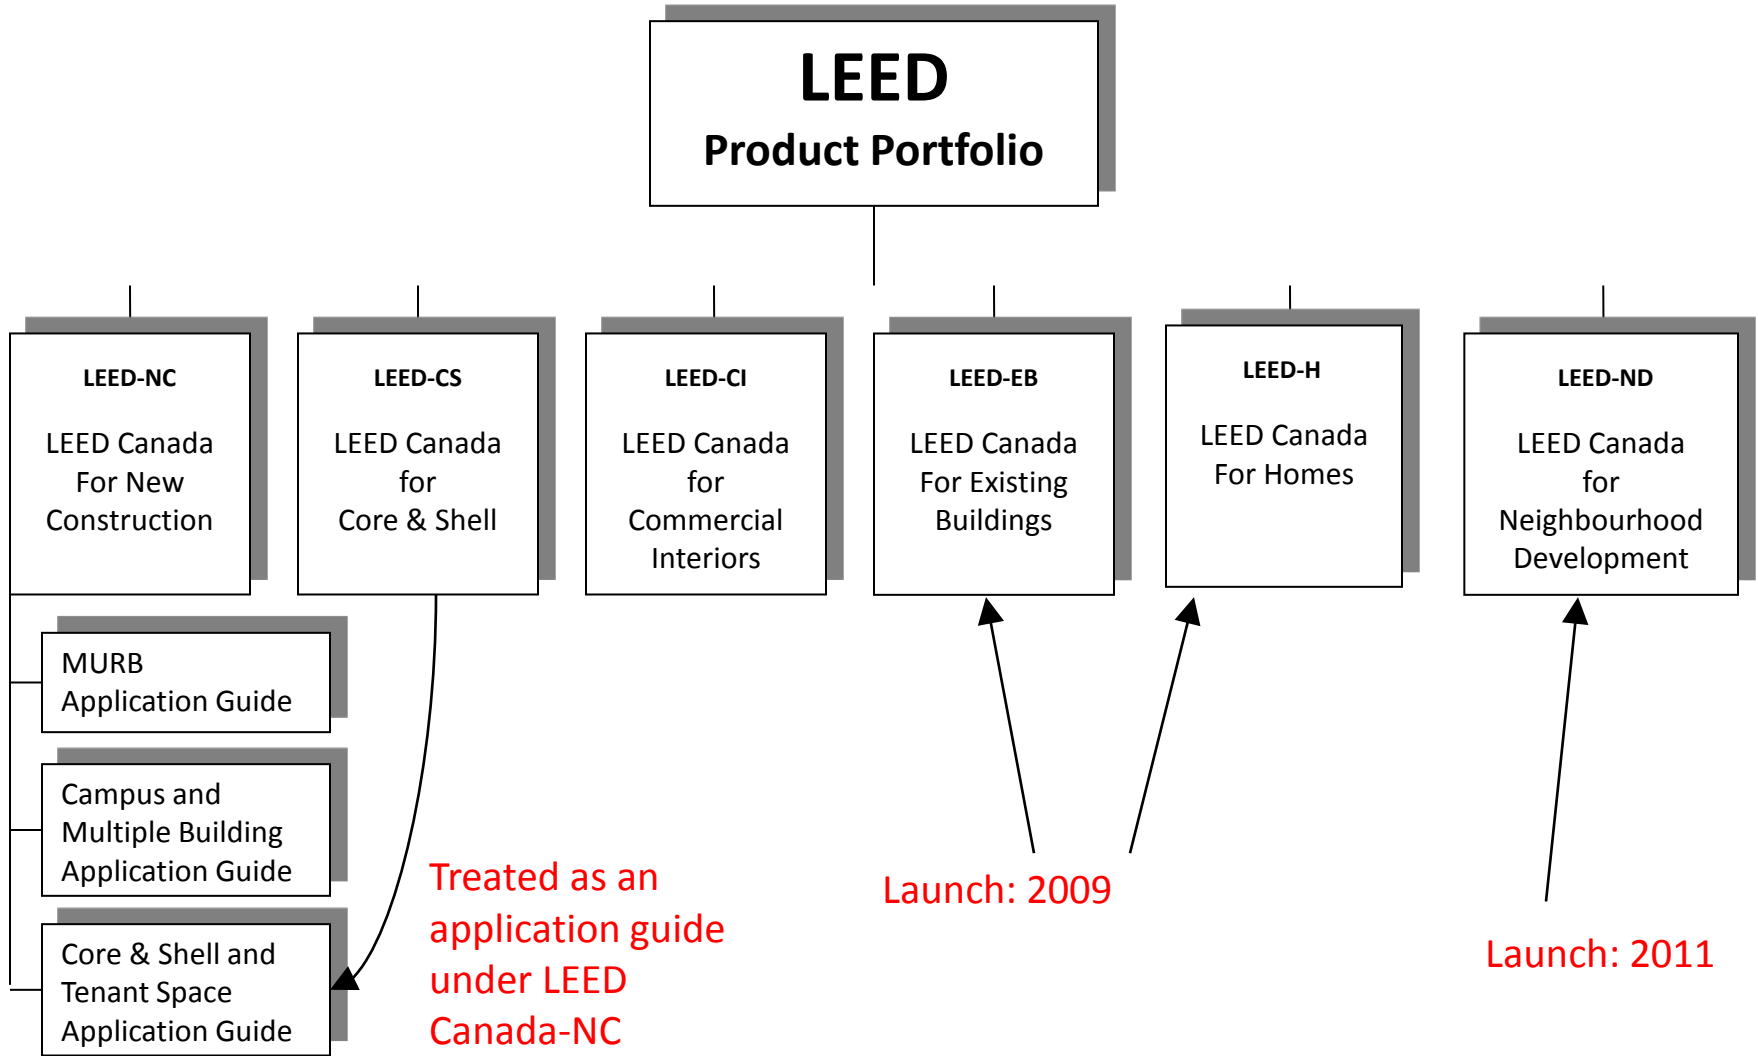 LEED
Product Portfolio
LEED-NC
LEED Canada
For New
Construction
LEED-CS
LEED Canada
for
Core & Shell
LEED-CI
LEED Canada
for
Commercial
Interiors
LEED-EB
LEED Canada
For Existing
Buildings
LEED-H
LEED Canada
For Homes
LEED-ND
LEED Canada
for
Neighbourhood
Development
MURB
Application Guide
Campus and
Multiple Building
Application Guide
Core & Shell and
Tenant Space
Application Guide
Treated as an
application guide
under LEED
Canada-NC
Launch: 2009
Launch: 2011